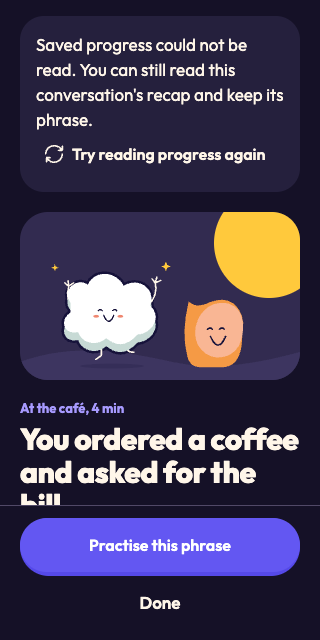 Saved progress could not be
read. You can still read this
conversation's recap and keep its
phrase.
Try reading progress again
At the café, 4 min
You ordered a coffee
and asked for the
bill
Practise this phrase
Done